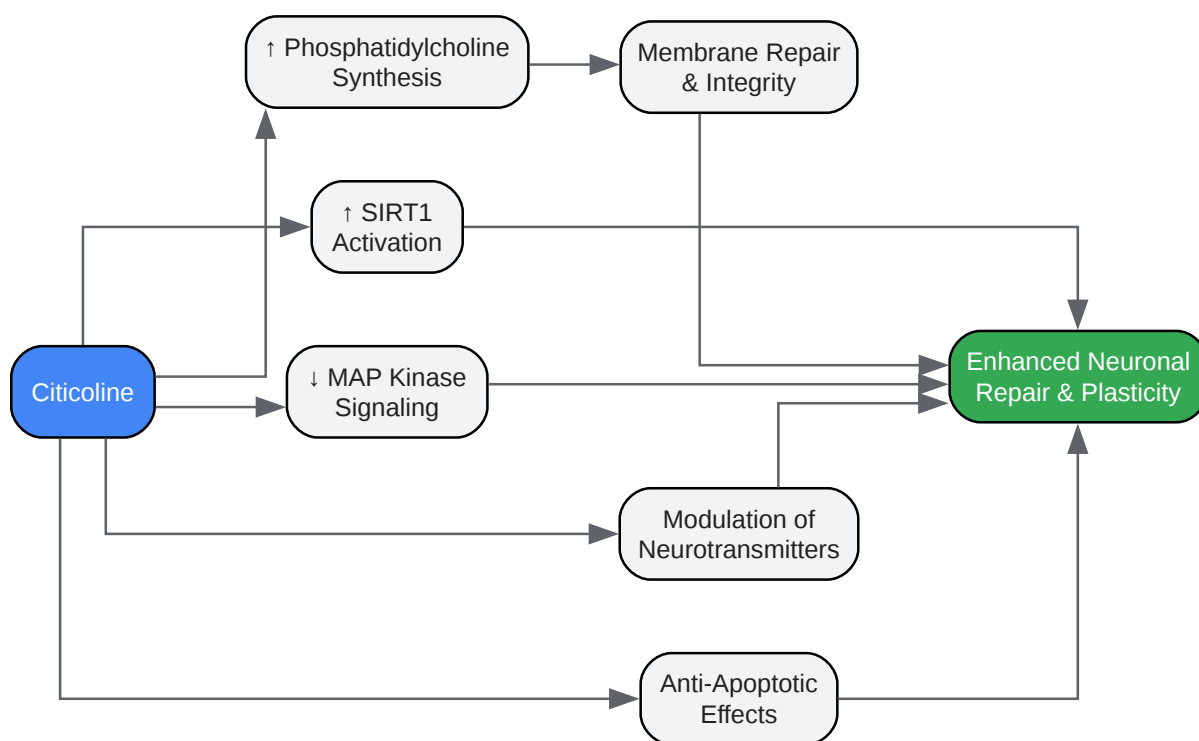 ↑ Phosphatidylcholine
Synthesis
Membrane Repair
& Integrity
↑ SIRT1
Activation
Citicoline
↓ MAP Kinase
Signaling
Enhanced Neuronal
Repair & Plasticity
Modulation of
Neurotransmitters
Anti-Apoptotic
Effects